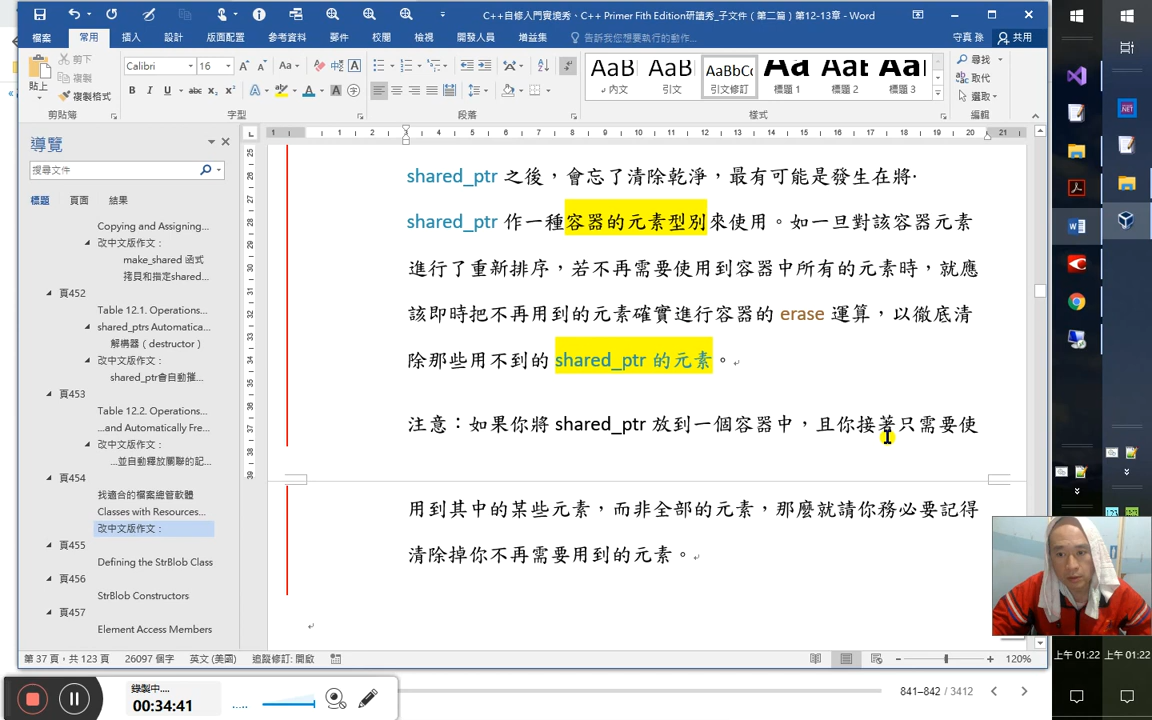 C++自修入門實境秀、C++ Primer Fith Edition研讀秀_子文件（第二篇）第12-13章 - Word
檔案 常用 插入 設計 版面配置 參考資料 郵件 校閱 檢視 開發人員 增益集 告訴我您想要執行的動作... 守真 孫 共用
剪下
複製
複製格式
貼上
Calibri 16
AaB AaB AaBbCc AaB AaB AaBl
內文 引文 引文修訂 標題 1 標題 2 標題 3
尋找
取代
選取
剪貼簿 字型 段落 樣式 編輯
導覽
搜尋文件
標題 頁面 結果
Copying and Assigning...
改中文版作文：
make_shared 函式
拷貝和指定shared...
頁452
Table 12.1. Operations...
shared_ptrs Automatica...
解構器（destructor）
改中文版作文：
shared_ptr會自動摧...
頁453
Table 12.2. Operations...
...and Automatically Fre...
改中文版作文：
...並自動釋放關聯的記...
頁454
找適合的檔案總管軟體
Classes with Resources...
改中文版作文：
頁455
Defining the StrBlob Class
頁456
StrBlob Constructors
頁457
Element Access Members
shared_ptr 之後，會忘了清除乾淨，最有可能是發生在將
shared_ptr 作一種容器的元素型別來使用。如一旦對該容器元素
進行了重新排序，若不再需要使用到容器中所有的元素時，就應
該即時把不再用到的元素確實進行容器的 erase 運算，以徹底清
除那些用不到的 shared_ptr 的元素。
注意：如果你將 shared_ptr 放到一個容器中，且你接著只需要使
用到其中的某些元素，而非全部的元素，那麼就請你務必要記得
清除掉你不再需要用到的元素。
第 37 頁，共 123 頁 26097 個字 英文 (美國) 追蹤修訂: 開啟 120%
錄製中....
00:34:41
841–842 / 3412
上午 01:22 上午 01:22